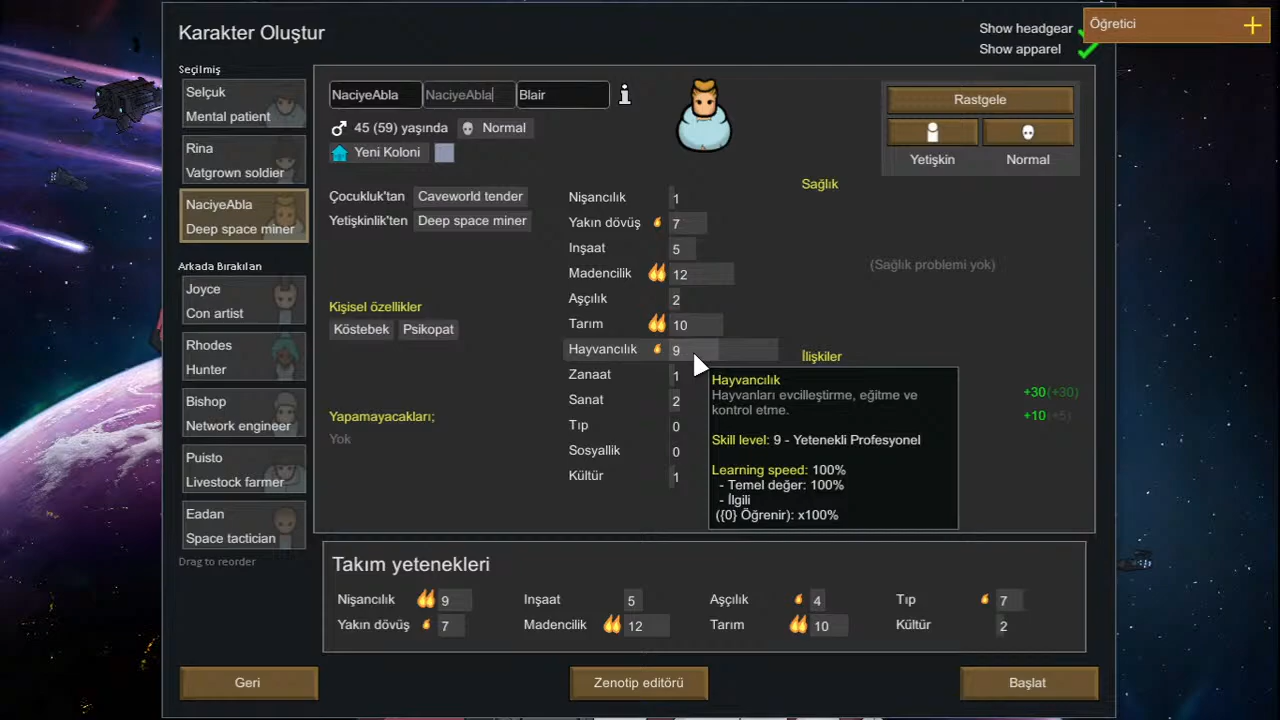 Karakter Oluştur
Show headgear
Show apparel
Öğretici
Seçilmiş
Selçuk
Mental patient
Rina
Vatgrown soldier
NaciyeAbla
Deep space miner
Arkada Bırakılan
Joyce
Con artist
Rhodes
Hunter
Bishop
Network engineer
Puisto
Livestock farmer
Eadan
Space tactician
Drag to reorder
NaciyeAbla NaciyeAbla Blair
45 (59) yaşında Normal
Yeni Koloni
Çocukluk'tan Caveworld tender
Yetişkinlik'ten Deep space miner
Kişisel özellikler
Köstebek Psikopat
Yapamayacakları;
Yok
Nişancılık 1
Yakın dövüş 7
Inşaat 5
Madencilik 12
Aşçılık 2
Tarım 10
Hayvancılık 9
Zanaat 1
Sanat 2
Tıp 0
Sosyallik 0
Kültür 1
Rastgele
Yetişkin Normal
Sağlık
(Sağlık problemi yok)
İlişkiler
+30(+30)
+10(+5)
Hayvancılık
Hayvanları evcilleştirme, eğitme ve
kontrol etme.
Skill level: 9 - Yetenekli Profesyonel
Learning speed: 100%
- Temel değer: 100%
- İlgili
({0} Öğrenir): x100%
Takım yetenekleri
Nişancılık 9 Inşaat 5 Aşçılık 4 Tıp 7
Yakın dövüş 7 Madencilik 12 Tarım 10 Kültür 2
Geri
Zenotip editörü
Başlat